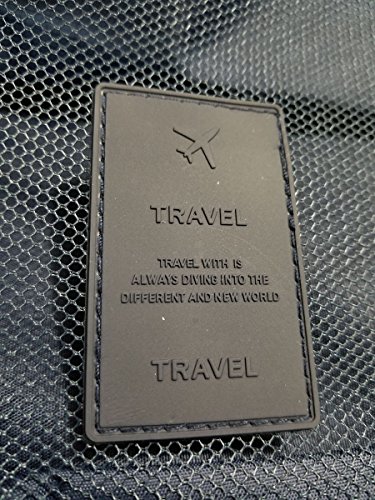 TRAVEL
TRAVEL WITH IS
ALWAYS DIVING INTO THE
DIFFERENT AND NEW WORLD
TRAVEL